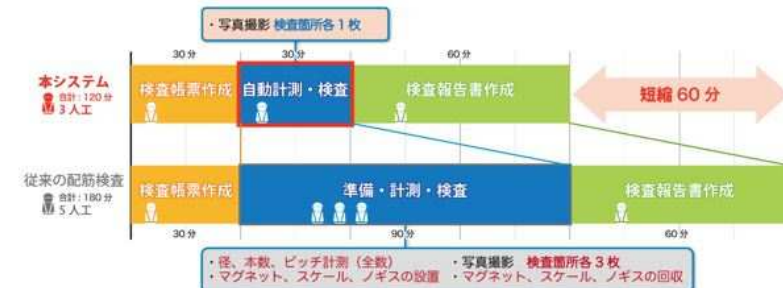 ・写真撮影 検査箇所各1枚
30分 30分 60分
本システム
合計:120分
3人工
検査帳票作成 自動計測・検査 検査報告書作成 短縮 60分
従来の配筋検査
合計:180分
5人工
検査帳票作成 準備・計測・検査 検査報告書作成
30分 90分 60分
・径、本数、ピッチ計測(全数) ・写真撮影 検査箇所各3枚
・マグネット、スケール、ノギスの設置 ・マグネット、スケール、ノギスの回収